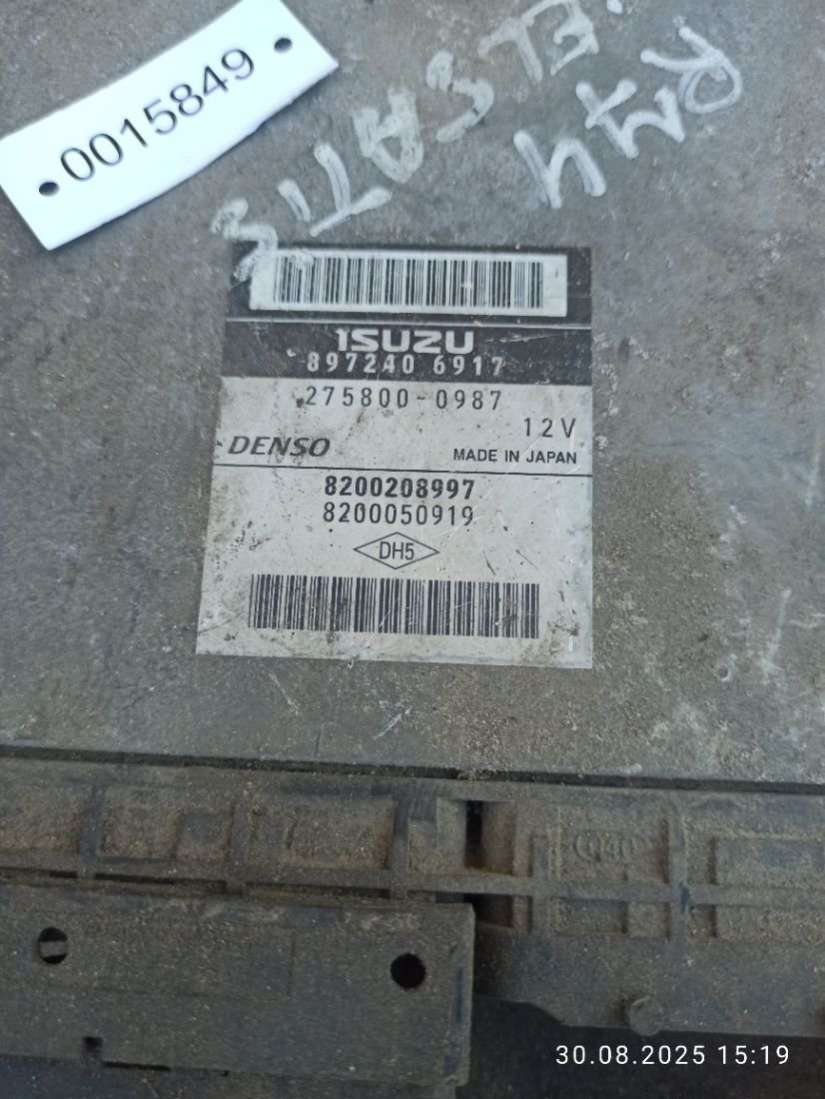 0015849
ISUZU
897240 6917
275800-0987
12V
DENSO
MADE IN JAPAN
8200208997
8200050919
DH5
30.08.2025 15:19